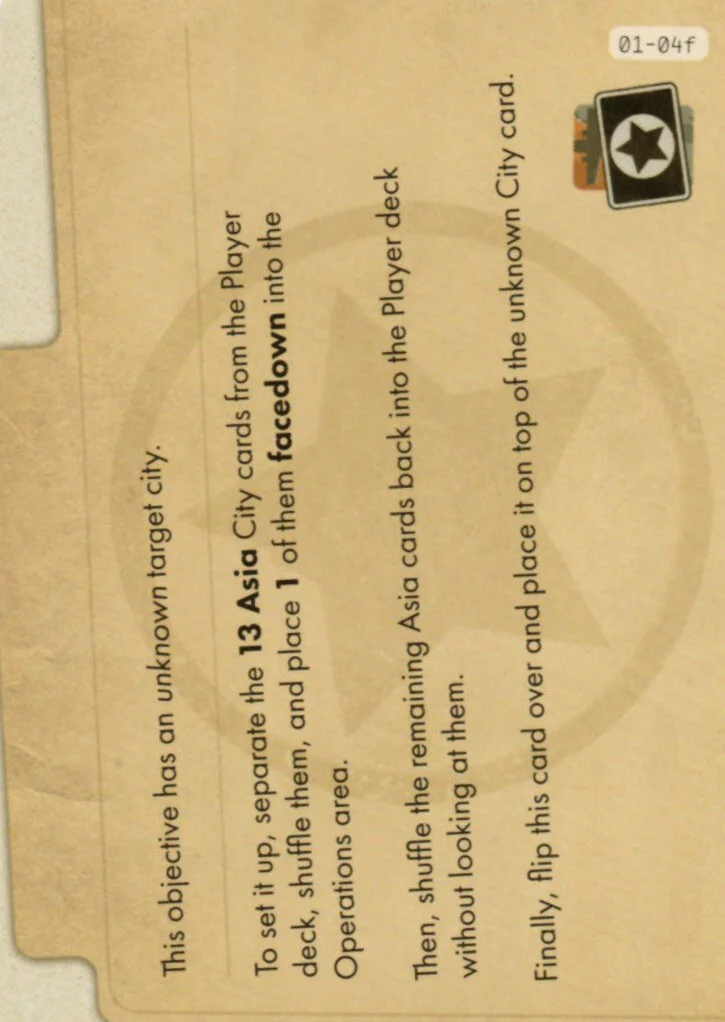 01-04f
This objective has an unknown target city.
To set it up, separate the 13 Asia City cards from the Player
deck, shuffle them, and place 1 of them facedown into the
Operations area.
Then, shuffle the remaining Asia cards back into the Player deck
without looking at them.
Finally, flip this card over and place it on top of the unknown City card.